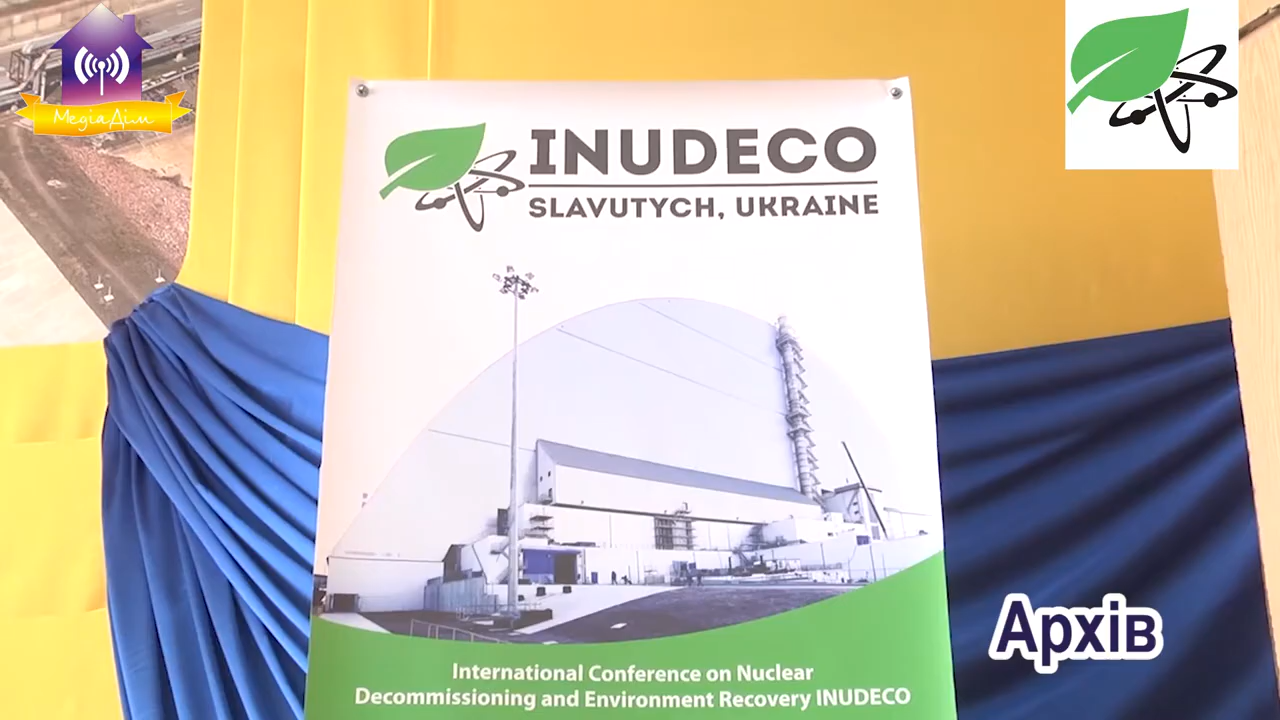 МедіаДім
INUDECO
SLAVUTYCH, UKRAINE
Архів
International Conference on Nuclear
Decommissioning and Environment Recovery INUDECO